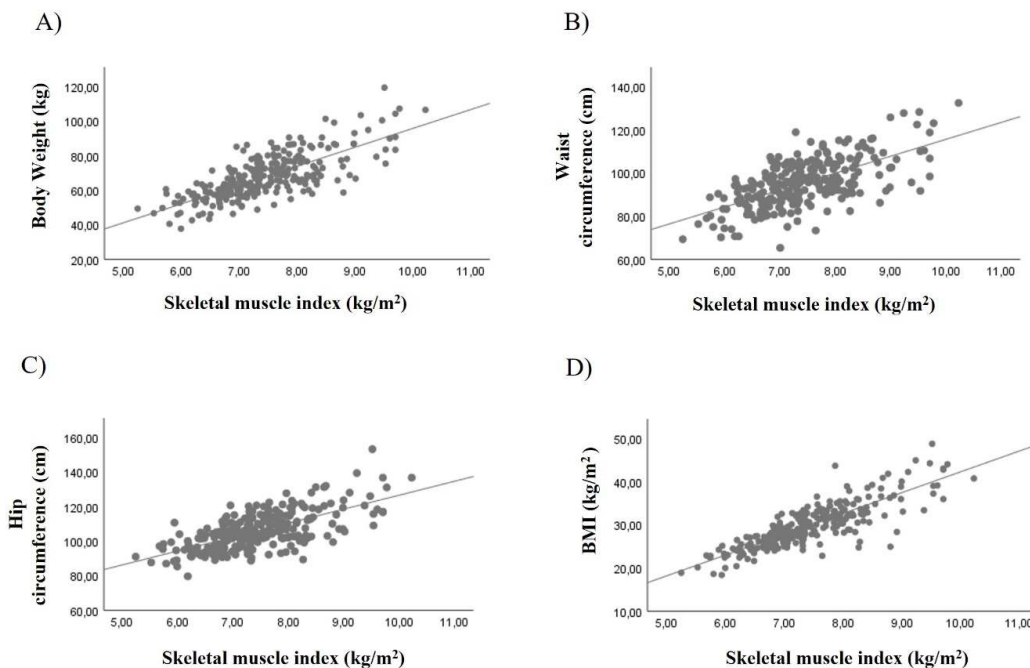 A)
Body Weight (kg)
120,00
100,00
80,00
60,00
40,00
20,00
5,00 6,00 7,00 8,00 9,00 10,00 11,00
Skeletal muscle index (kg/m²)
B)
Waist
circumference (cm)
140,00
120,00
100,00
80,00
60,00
5,00 6,00 7,00 8,00 9,00 10,00 11,00
Skeletal muscle index (kg/m²)
C)
Hip
circumference (cm)
160,00
140,00
120,00
100,00
80,00
60,00
5,00 6,00 7,00 8,00 9,00 10,00 11,00
Skeletal muscle index (kg/m²)
D)
BMI (kg/m²)
50,00
40,00
30,00
20,00
10,00
5,00 6,00 7,00 8,00 9,00 10,00 11,00
Skeletal muscle index (kg/m²)